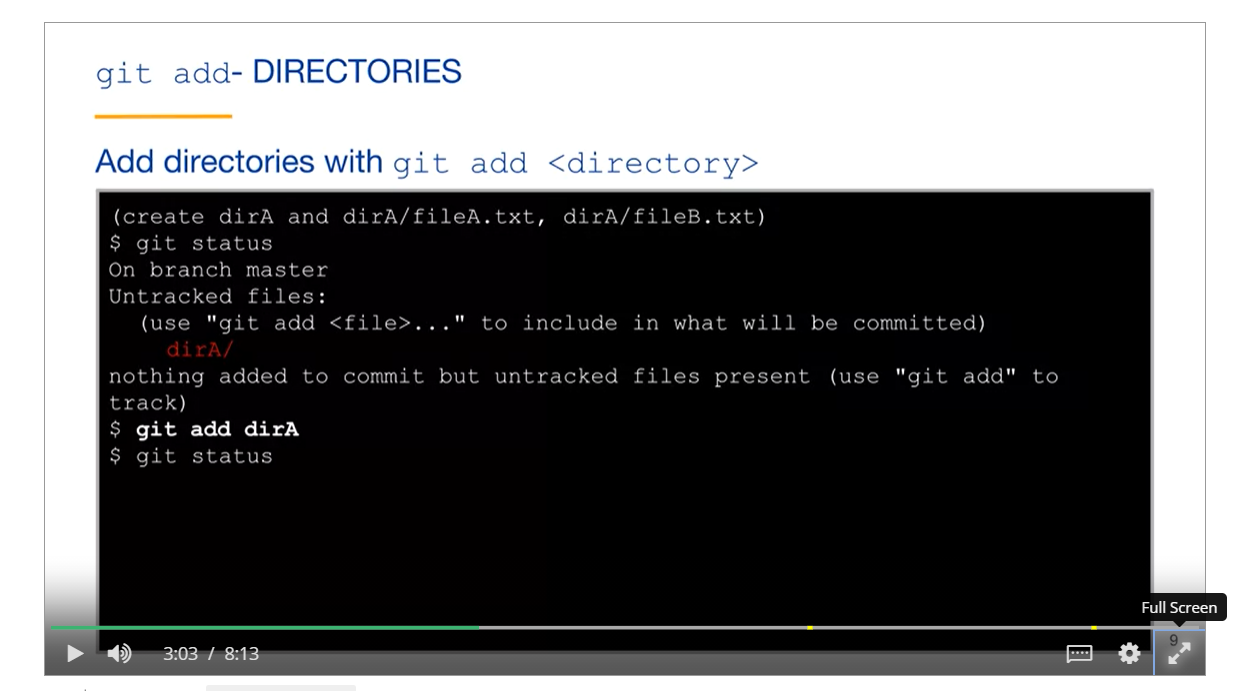 git add- DIRECTORIES
Add directories with git add <directory>
(create dirA and dirA/fileA.txt, dirA/fileB.txt)
$ git status
On branch master
Untracked files:
(use "git add <file>..." to include in what will be committed)
dirA/
nothing added to commit but untracked files present (use "git add" to
track)
$ git add dirA
$ git status
Full Screen
9
3:03 / 8:13